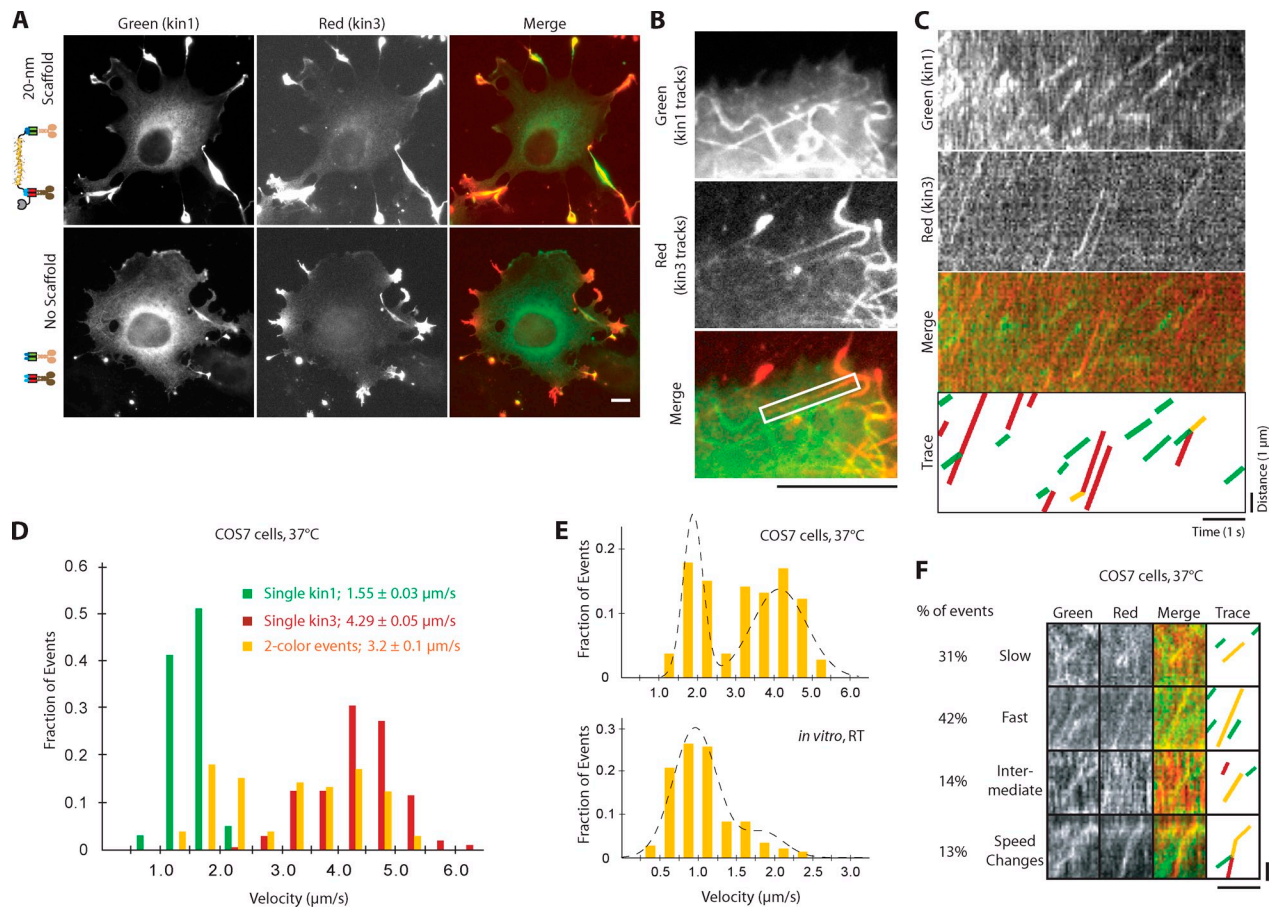 A
Green (kin1)
Red (kin3)
Merge
20-nm
Scaffold
No Scaffold
B
Green
(kin1 tracks)
Red
(kin3 tracks)
Merge
C
Green (kin1)
Red (kin3)
Merge
Trace
Distance (1 µm)
Time (1 s)
D
COS7 cells, 37°C
Fraction of Events
0.6
0.5
0.4
0.3
0.2
0.1
0
Single kin1; 1.55 ± 0.03 µm/s
Single kin3; 4.29 ± 0.05 µm/s
2-color events; 3.2 ± 0.1 µm/s
1.0 2.0 3.0 4.0 5.0 6.0
Velocity (µm/s)
E
COS7 cells, 37°C
Fraction of Events
0.2
0.1
0
1.0 2.0 3.0 4.0 5.0 6.0
in vitro, RT
Fraction of Events
0.3
0.2
0.1
0
0.5 1.0 1.5 2.0 2.5 3.0
Velocity (µm/s)
F
COS7 cells, 37°C
% of events
Green Red Merge Trace
31% Slow
42% Fast
14% Inter-
mediate
13% Speed
Changes